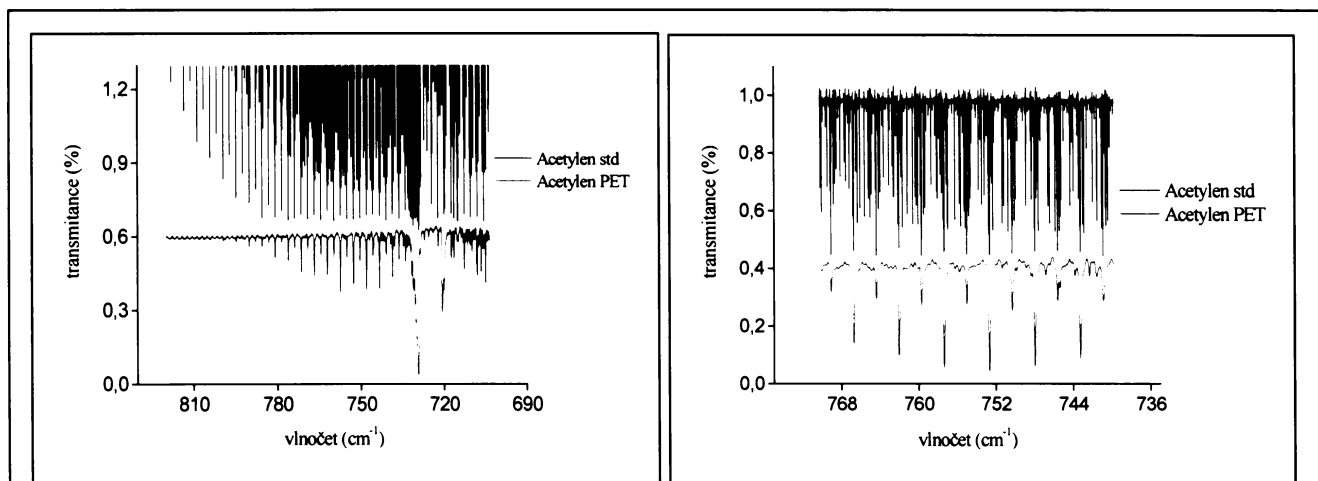 1,2
0,9
0,6
0,3
0,0
transmitance (%)
Acetylen std
Acetylen PET
810 780 750 720 690
vlnočet (cm⁻¹)
1,0
0,8
0,6
0,4
0,2
0,0
transmitance (%)
Acetylen std
Acetylen PET
768 760 752 744 736
vlnočet (cm⁻¹)